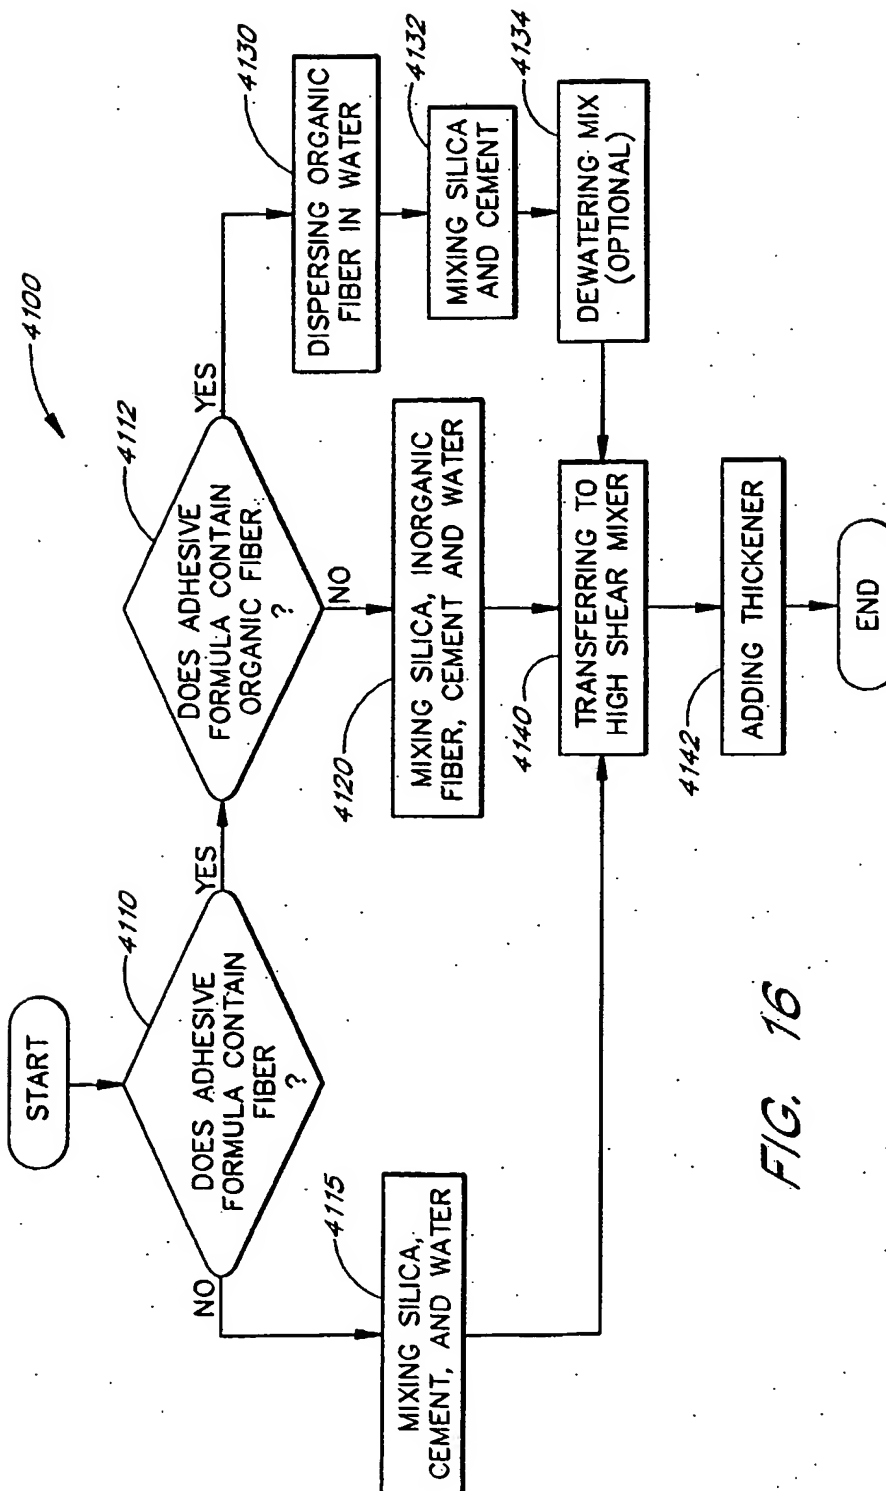 4100
START
4110
DOES ADHESIVE
FORMULA CONTAIN
FIBER
?
NO
YES
4112
DOES ADHESIVE
FORMULA CONTAIN
ORGANIC FIBER
?
YES
NO
4115
MIXING SILICA,
CEMENT, AND WATER
4120
MIXING SILICA, INORGANIC
FIBER, CEMENT AND WATER
4130
DISPERSING ORGANIC
FIBER IN WATER
4132
MIXING SILICA
AND CEMENT
4134
DEWATERING MIX
(OPTIONAL)
4140
TRANSFERRING TO
HIGH SHEAR MIXER
4142
ADDING THICKENER
END
FIG. 16